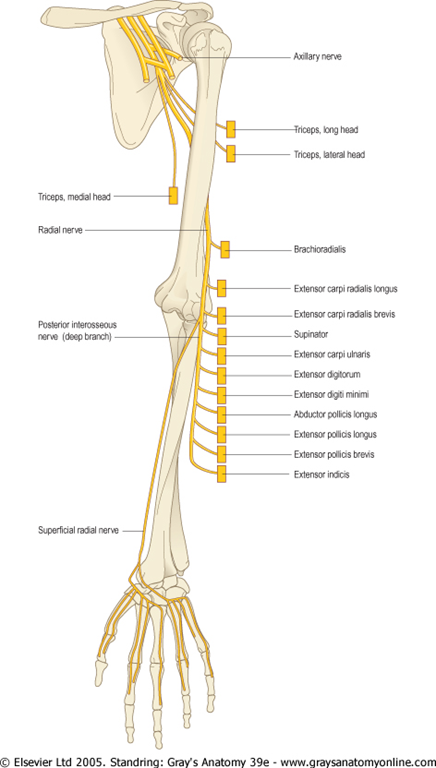 Axillary nerve
Triceps, long head
Triceps, lateral head
Triceps, medial head
Radial nerve
Brachioradialis
Extensor carpi radialis longus
Extensor carpi radialis brevis
Posterior interosseous
nerve (deep branch)
Supinator
Extensor carpi ulnaris
Extensor digitorum
Extensor digiti minimi
Abductor pollicis longus
Extensor pollicis longus
Extensor pollicis brevis
Extensor indicis
Superficial radial nerve
© Elsevier Ltd 2005. Standring: Gray's Anatomy 39e - www.graysanatomyonline.com